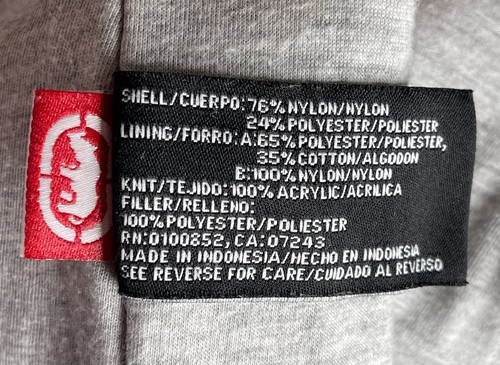 SHELL/CUERPO:76%NYLON/NYLON
24%POLYESTER/POLIESTER
LINING/FORRO:A:65%POLYESTER/POLIESTER,
35%COTTON/ALGODON
B:100%NYLON/NYLON
KNIT/TEJIDO:100%ACRYLIC/ACRILICA
FILLER/RELLENO:
100%POLYESTER/POLIESTER
RN:0100852,CA:07243
MADE IN INDONESIA/HECHO EN INDONESIA
SEE REVERSE FOR CARE/CUIDADO AL REVERSO